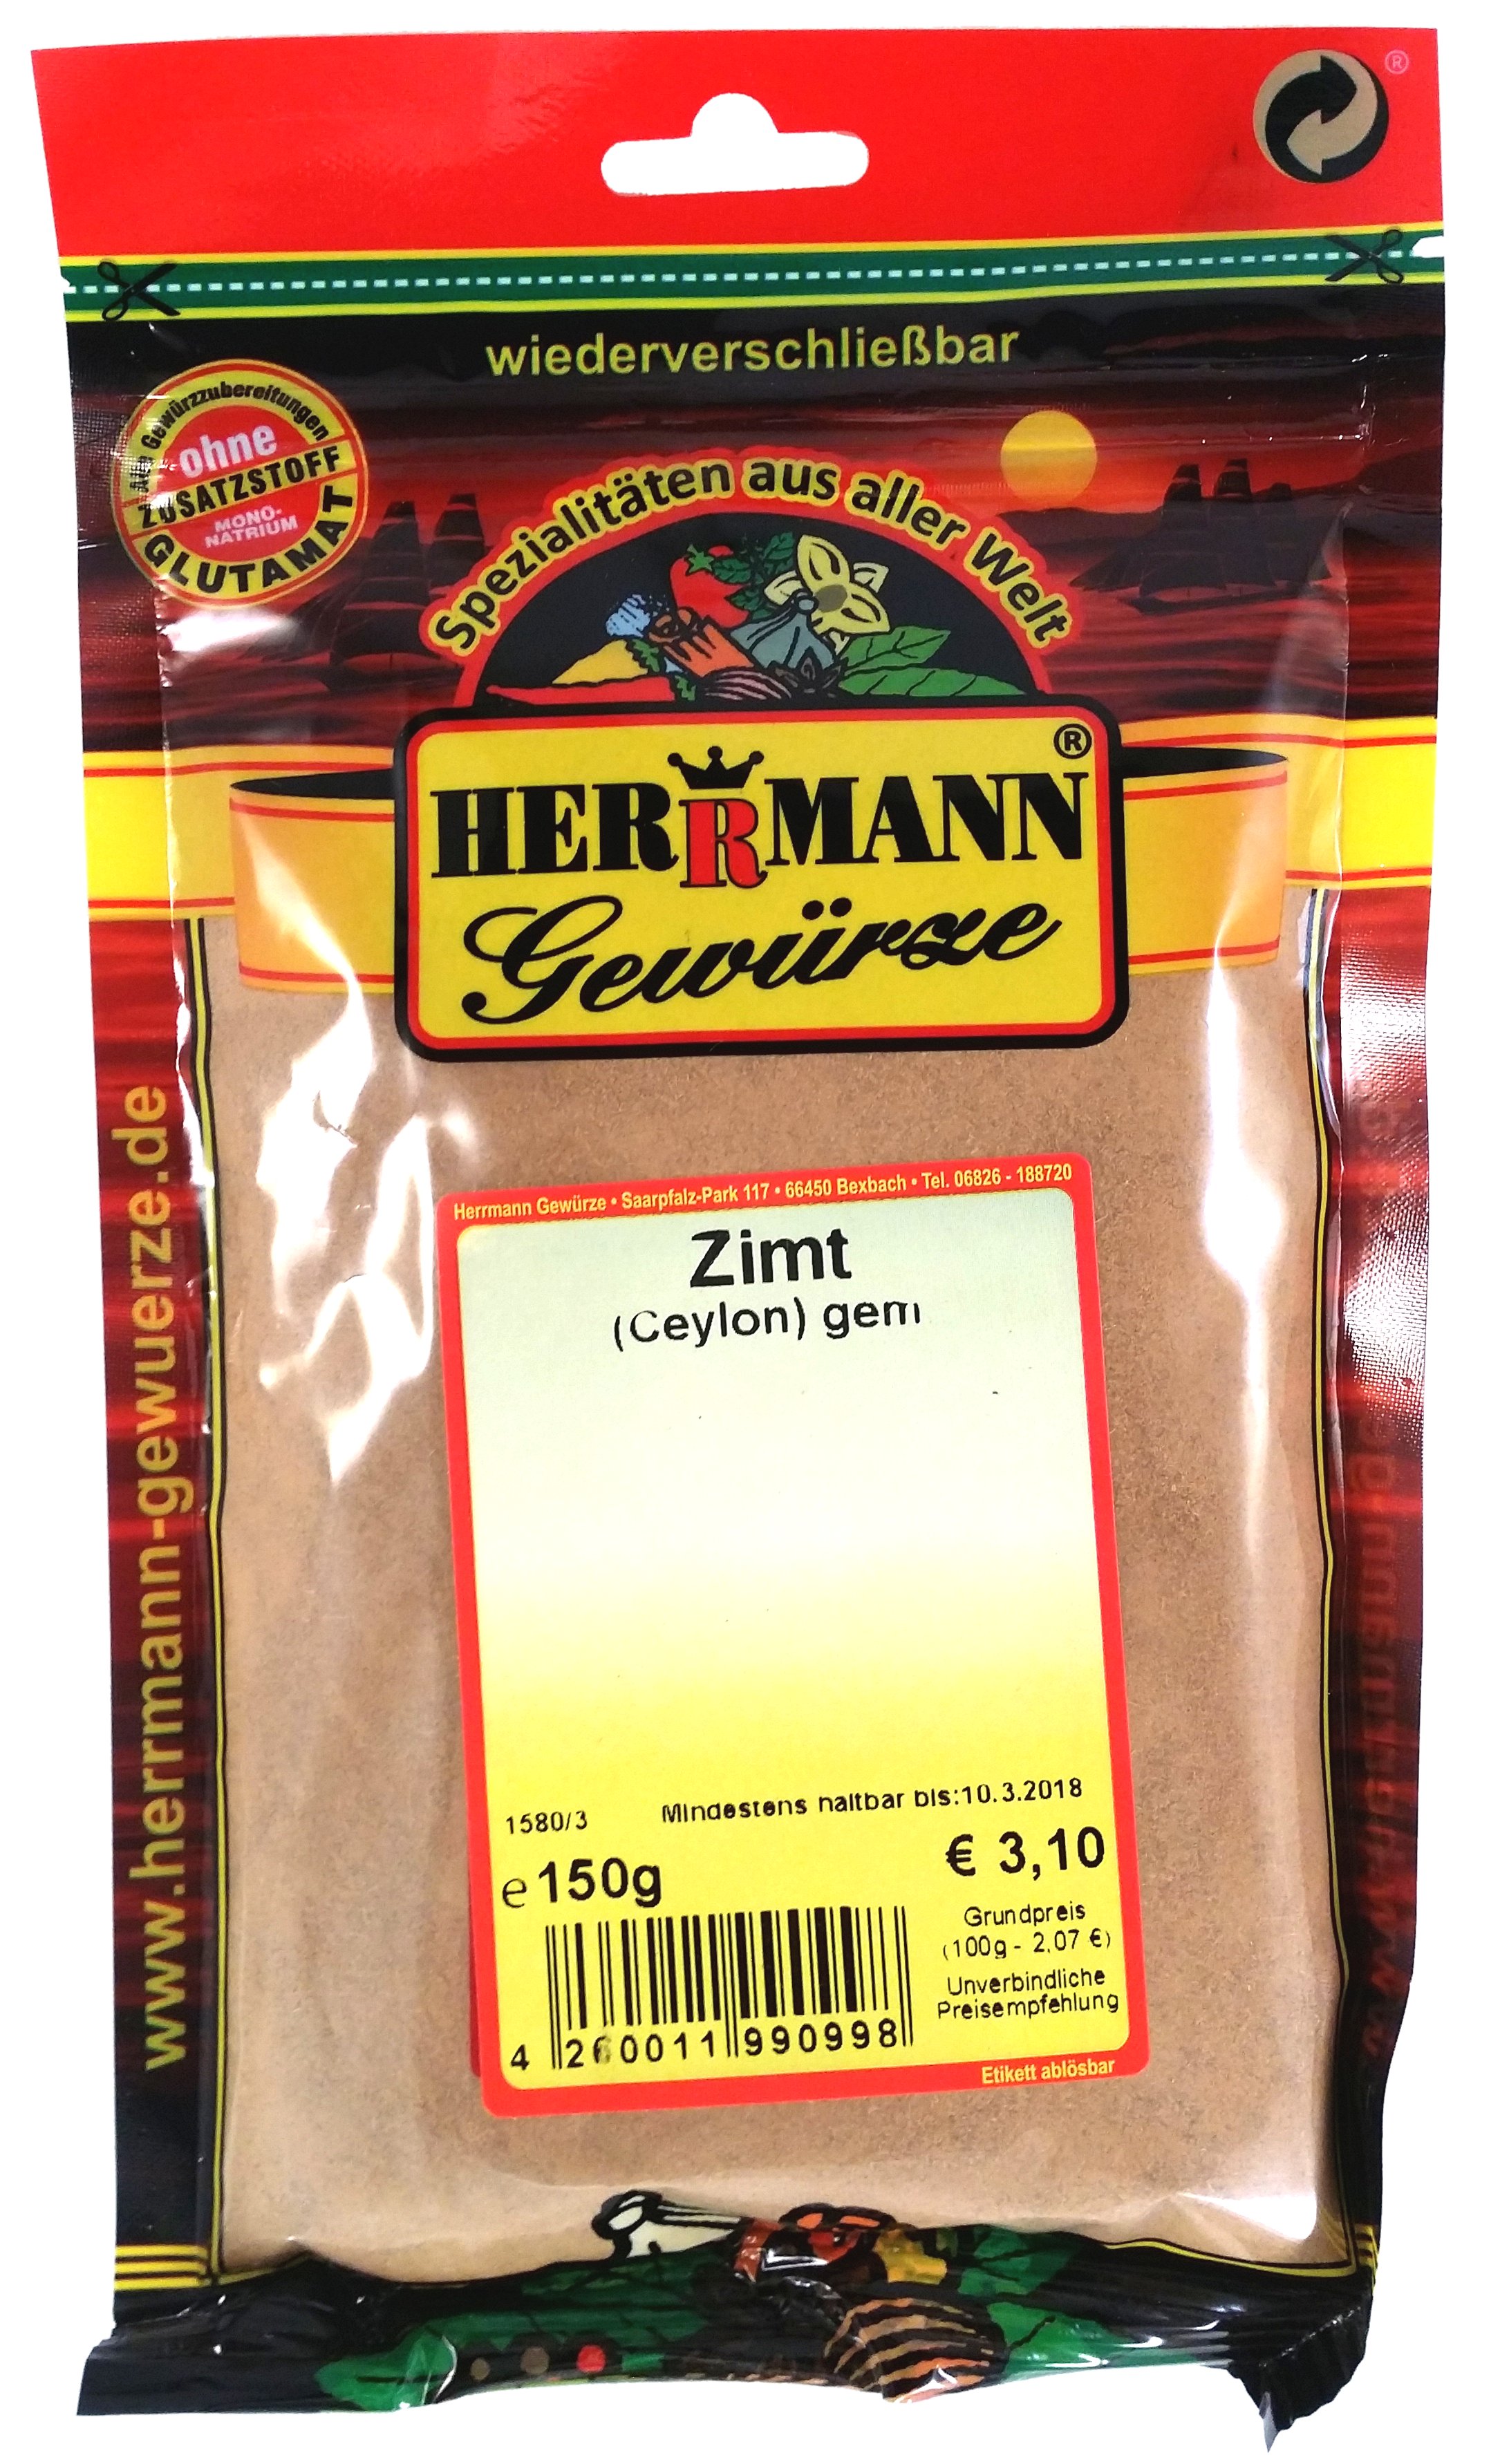 ®
wiederverschließbar
Alle Gewürzzubereitungen
ohne
ZUSATZSTOFF
MONO-
NATRIUM
GLUTAMAT
Spezialitäten aus aller Welt
®
HERRMANN
Gewürze
www.herrmann-gewuerze.de
Herrmann Gewürze • Saarpfalz-Park 117 • 66450 Bexbach • Tel. 06826 - 188720
Zimt
(Ceylon) gem
1580/3 Mindestens haltbar bis:10.3.2018
e 150g € 3,10
Grundpreis
(100g - 2,07 €)
Unverbindliche
Preisempfehlung
4 260011 990998
Etikett ablösbar